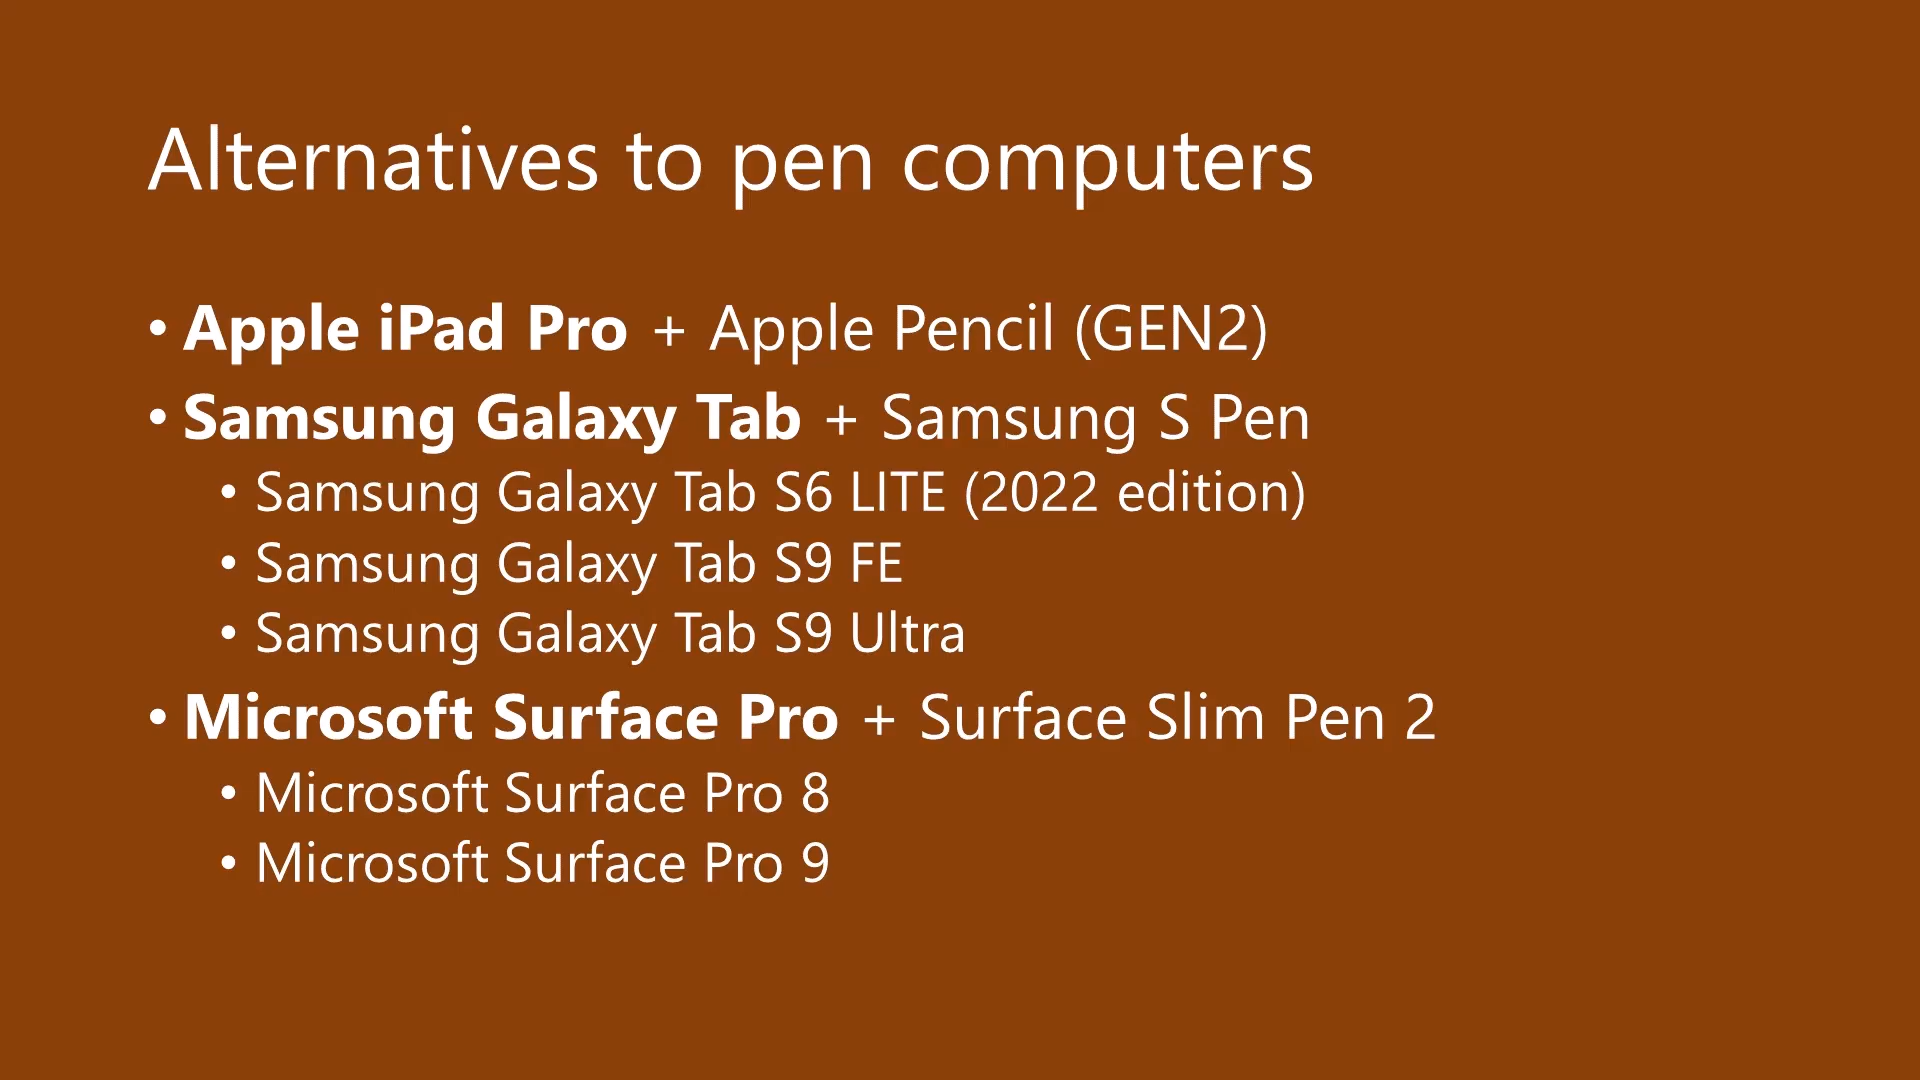 Alternatives to pen computers
• Apple iPad Pro + Apple Pencil (GEN2)
• Samsung Galaxy Tab + Samsung S Pen
• Samsung Galaxy Tab S6 LITE (2022 edition)
• Samsung Galaxy Tab S9 FE
• Samsung Galaxy Tab S9 Ultra
• Microsoft Surface Pro + Surface Slim Pen 2
• Microsoft Surface Pro 8
• Microsoft Surface Pro 9